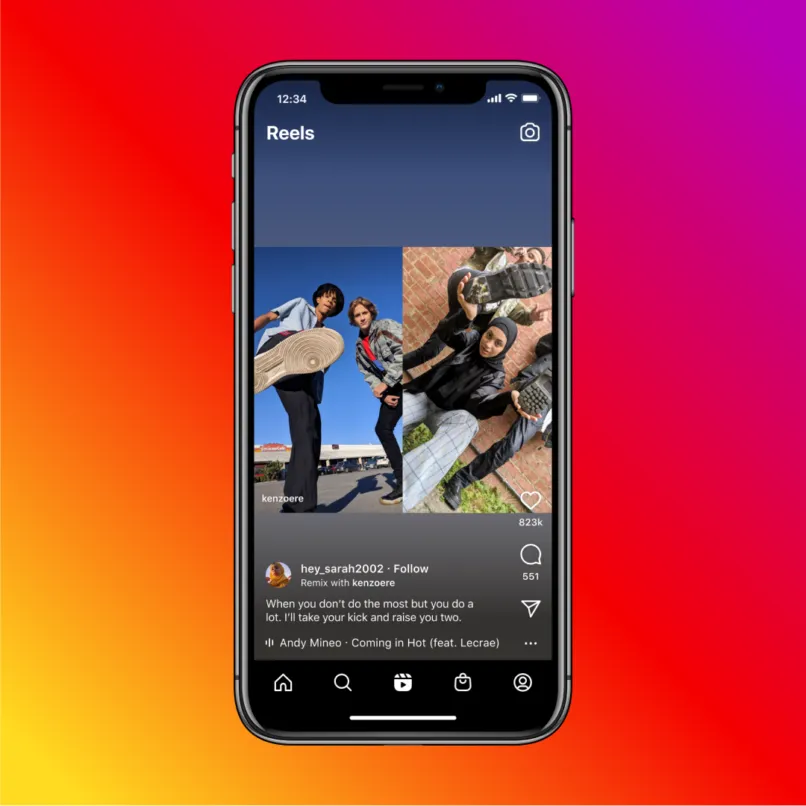 12:34
Reels
kenzoere
823k
551
hey_sarah2002 · Follow
Remix with kenzoere
When you don't do the most but you do a
lot. I'll take your kick and raise you two.
Andy Mineo · Coming in Hot (feat. Lecrae)